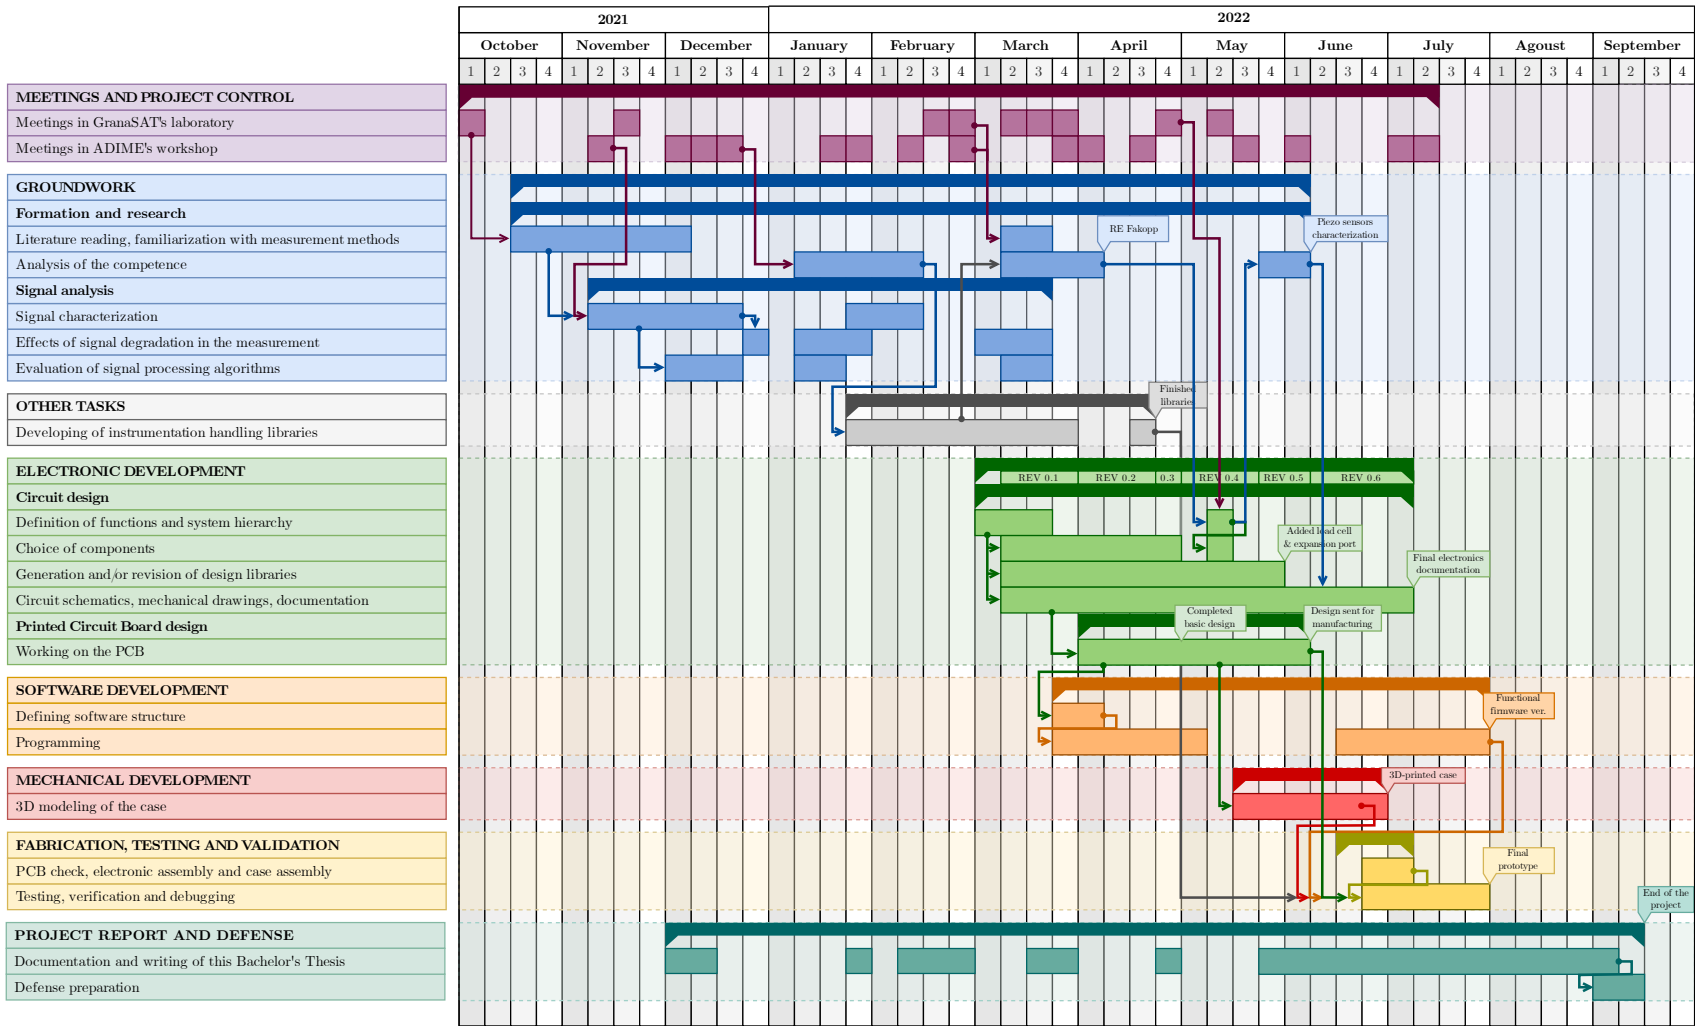 2021 2022
October November December January February March April May June July Agoust September
1 2 3 4 1 2 3 4 1 2 3 4 1 2 3 4 1 2 3 4 1 2 3 4 1 2 3 4 1 2 3 4 1 2 3 4 1 2 3 4 1 2 3 4 1 2 3 4
MEETINGS AND PROJECT CONTROL
Meetings in GranaSAT's laboratory
Meetings in ADIME's workshop
GROUNDWORK
Formation and research
Literature reading, familiarization with measurement methods
RE Fakopp
Piezo sensors
characterization
Analysis of the competence
Signal analysis
Signal characterization
Effects of signal degradation in the measurement
Evaluation of signal processing algorithms
OTHER TASKS
Finished
libraries
Developing of instrumentation handling libraries
ELECTRONIC DEVELOPMENT
REV 0.1 REV 0.2 0.3 REV 0.4 REV 0.5 REV 0.6
Circuit design
Definition of functions and system hierarchy
Added load cell
& expansion port
Choice of components
Final electronics
documentation
Generation and/or revision of design libraries
Circuit schematics, mechanical drawings, documentation
Completed
basic design
Design sent for
manufacturing
Printed Circuit Board design
Working on the PCB
SOFTWARE DEVELOPMENT
Functional
firmware ver.
Defining software structure
Programming
MECHANICAL DEVELOPMENT
3D-printed case
3D modeling of the case
FABRICATION, TESTING AND VALIDATION
Final
prototype
PCB check, electronic assembly and case assembly
Testing, verification and debugging
End of the
project
PROJECT REPORT AND DEFENSE
Documentation and writing of this Bachelor's Thesis
Defense preparation